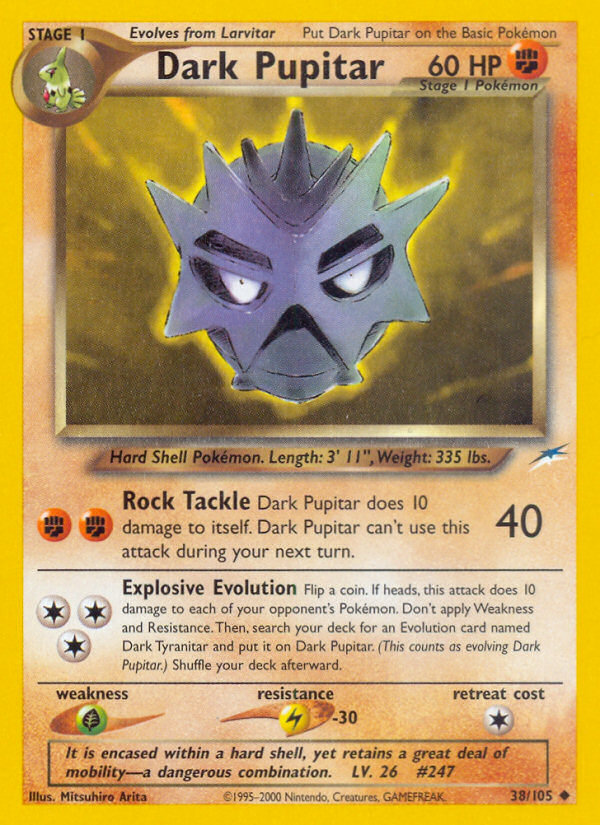 STAGE 1 Evolves from Larvitar Put Dark Pupitar on the Basic Pokémon
Dark Pupitar 60 HP
Stage 1 Pokémon
Hard Shell Pokémon. Length: 3' 11", Weight: 335 lbs.
Rock Tackle Dark Pupitar does 10
damage to itself. Dark Pupitar can't use this
attack during your next turn.
40
Explosive Evolution Flip a coin. If heads, this attack does 10
damage to each of your opponent's Pokémon. Don't apply Weakness
and Resistance. Then, search your deck for an Evolution card named
Dark Tyranitar and put it on Dark Pupitar. (This counts as evolving Dark
Pupitar.) Shuffle your deck afterward.
weakness resistance retreat cost
-30
It is encased within a hard shell, yet retains a great deal of
mobility—a dangerous combination. LV. 26 #247
Illus. Mitsuhiro Arita ©1995–2000 Nintendo, Creatures, GAMEFREAK. 38/105